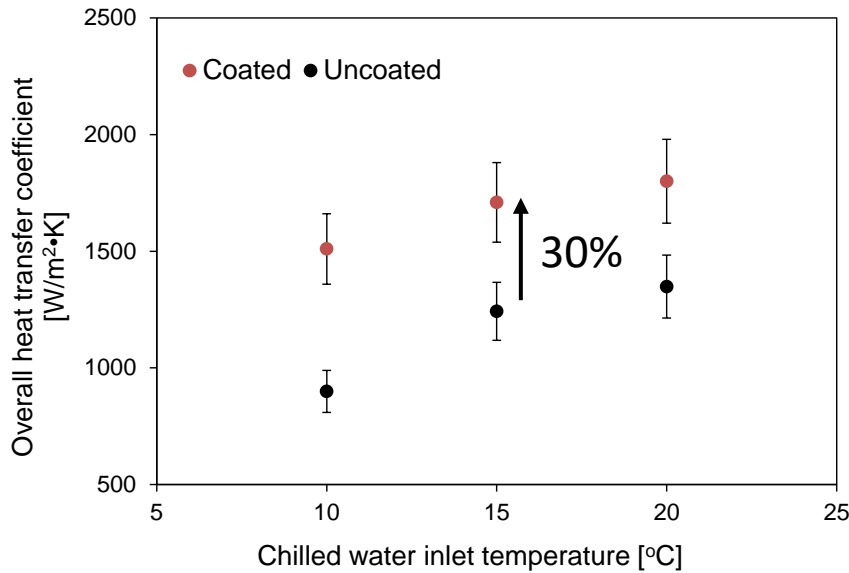 Overall heat transfer coefficient
[W/m²•K]
2500
2000
1500
1000
500
Coated
Uncoated
30%
5
10
15
20
25
Chilled water inlet temperature [ºC]